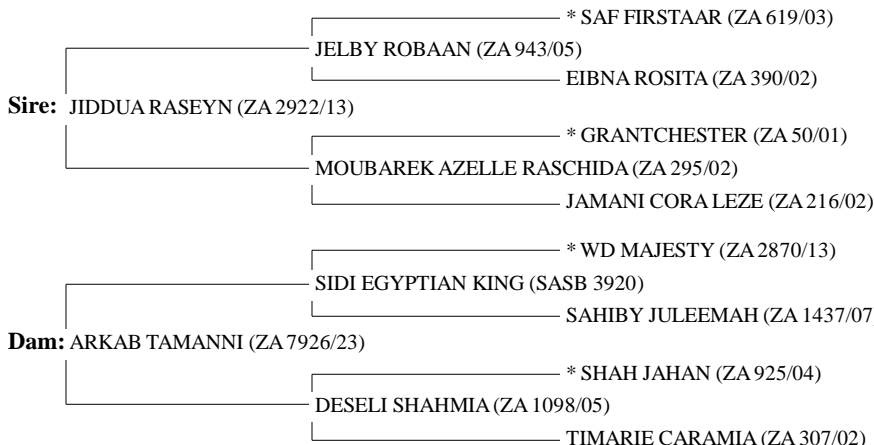 * SAF FIRSTAAR (ZA 619/03)
JELBY ROBAAN (ZA 943/05)
EIBNA ROSITA (ZA 390/02)
Sire: JIDDUA RASEYN (ZA 2922/13)
* GRANTCHESTER (ZA 50/01)
MOUBAREK AZELLE RASCHIDA (ZA 295/02)
JAMANI CORA LEZE (ZA 216/02)
* WD MAJESTY (ZA 2870/13)
SIDI EGYPTIAN KING (SASB 3920)
SAHIBY JULEEMAH (ZA 1437/07
Dam: ARKAB TAMANNI (ZA 7926/23)
* SHAH JAHAN (ZA 925/04)
DESELI SHAHMIA (ZA 1098/05)
TIMARIE CARAMIA (ZA 307/02)